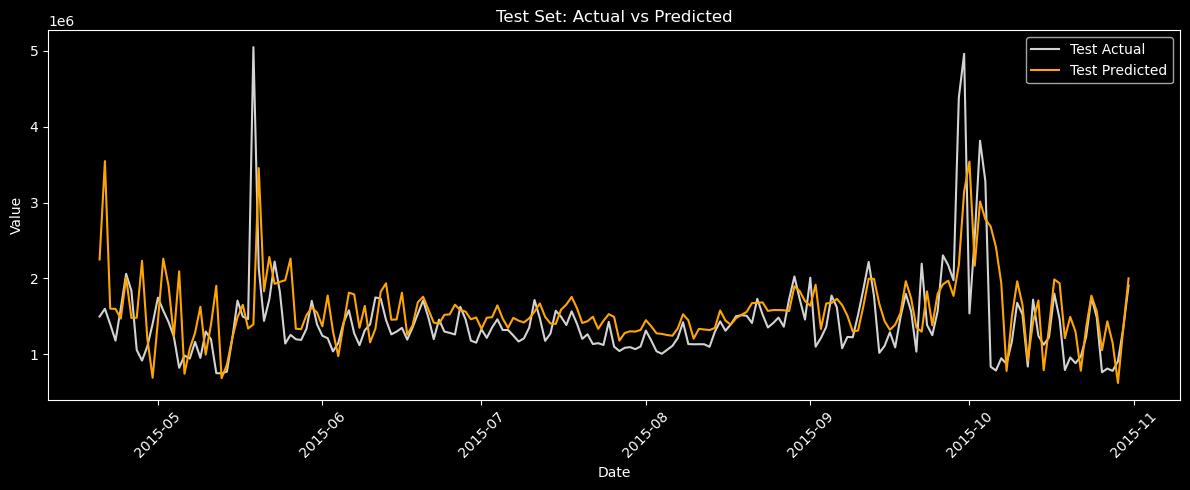 Test Set: Actual vs Predicted
1e6
Test Actual
Test Predicted
5
4
3
2
1
Value
2015-05
2015-06
2015-07
2015-08
2015-09
2015-10
2015-11
Date